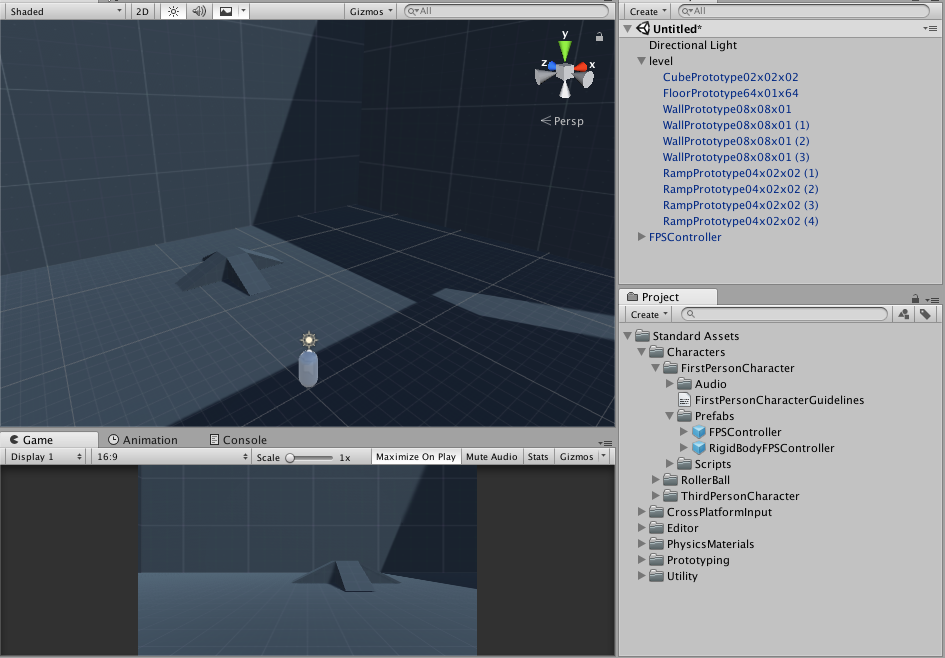 Shaded 2D Gizmos All
y
z x
Persp
Game Animation Console
Display 1 16:9 Scale 1x Maximize On Play Mute Audio Stats Gizmos
Create All
Untitled*
Directional Light
level
CubePrototype02x02x02
FloorPrototype64x01x64
WallPrototype08x08x01
WallPrototype08x08x01 (1)
WallPrototype08x08x01 (2)
WallPrototype08x08x01 (3)
RampPrototype04x02x02 (1)
RampPrototype04x02x02 (2)
RampPrototype04x02x02 (3)
RampPrototype04x02x02 (4)
FPSController
Project
Create
Standard Assets
Characters
FirstPersonCharacter
Audio
FirstPersonCharacterGuidelines
Prefabs
FPSController
RigidBodyFPSController
Scripts
RollerBall
ThirdPersonCharacter
CrossPlatformInput
Editor
PhysicsMaterials
Prototyping
Utility